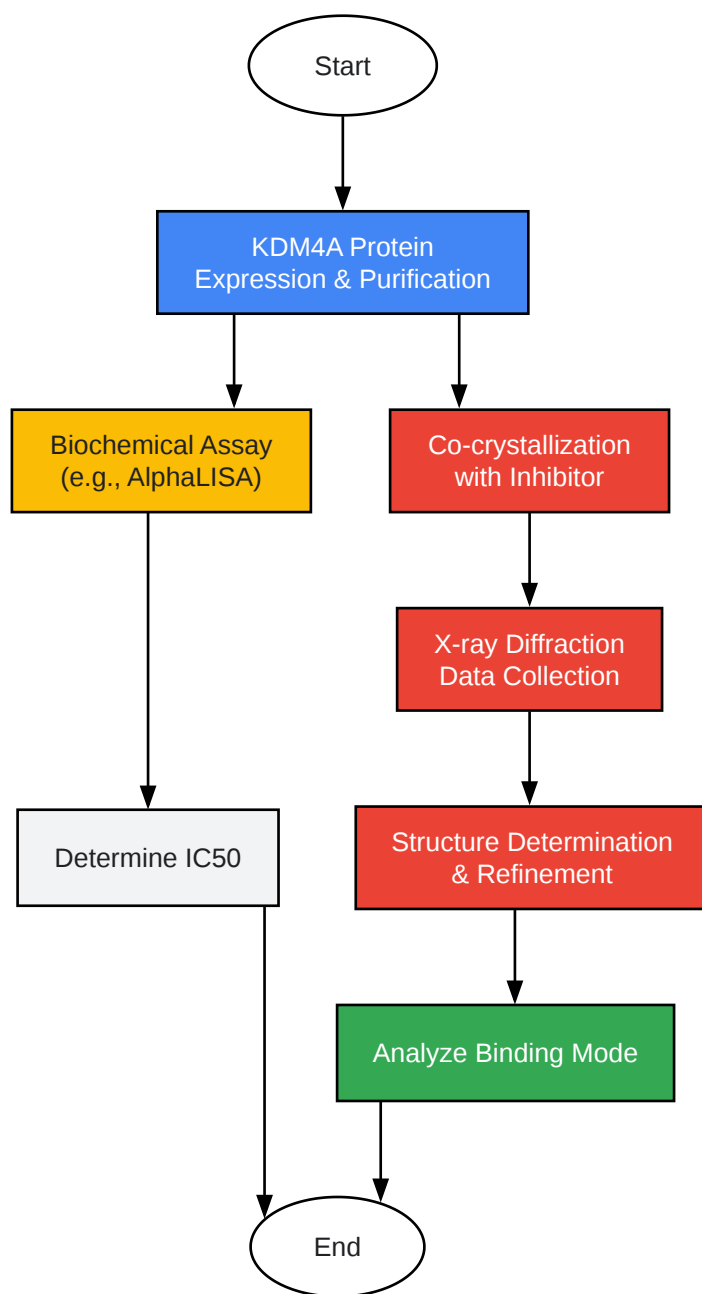 Start
KDM4A Protein
Expression & Purification
Biochemical Assay
(e.g., AlphaLISA)
Co-crystallization
with Inhibitor
X-ray Diffraction
Data Collection
Determine IC50
Structure Determination
& Refinement
Analyze Binding Mode
End